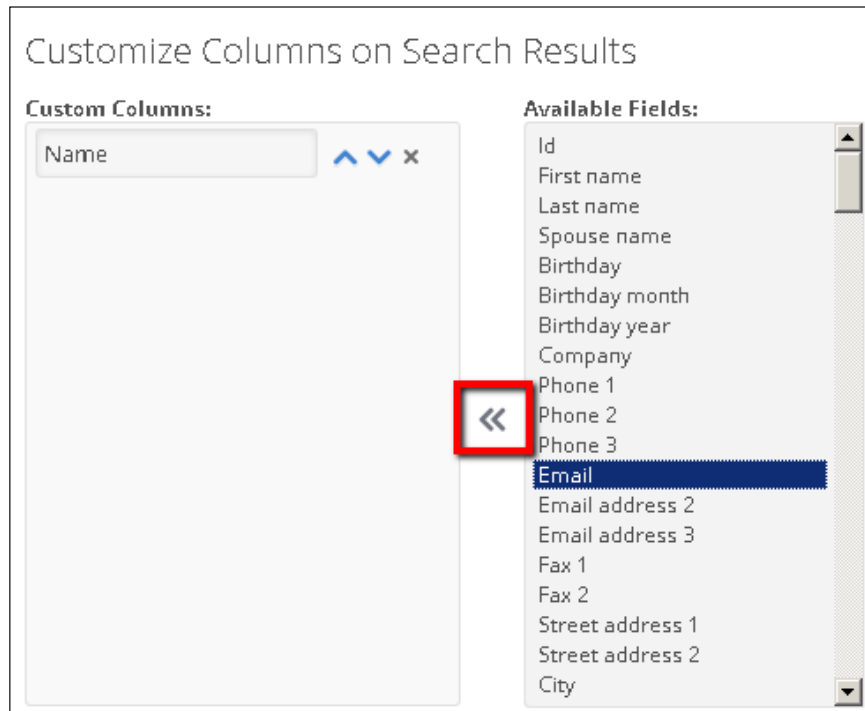 Customize Columns on Search Results
Custom Columns:
Name
Available Fields:
Id
First name
Last name
Spouse name
Birthday
Birthday month
Birthday year
Company
Phone 1
Phone 2
Phone 3
Email
Email address 2
Email address 3
Fax 1
Fax 2
Street address 1
Street address 2
City